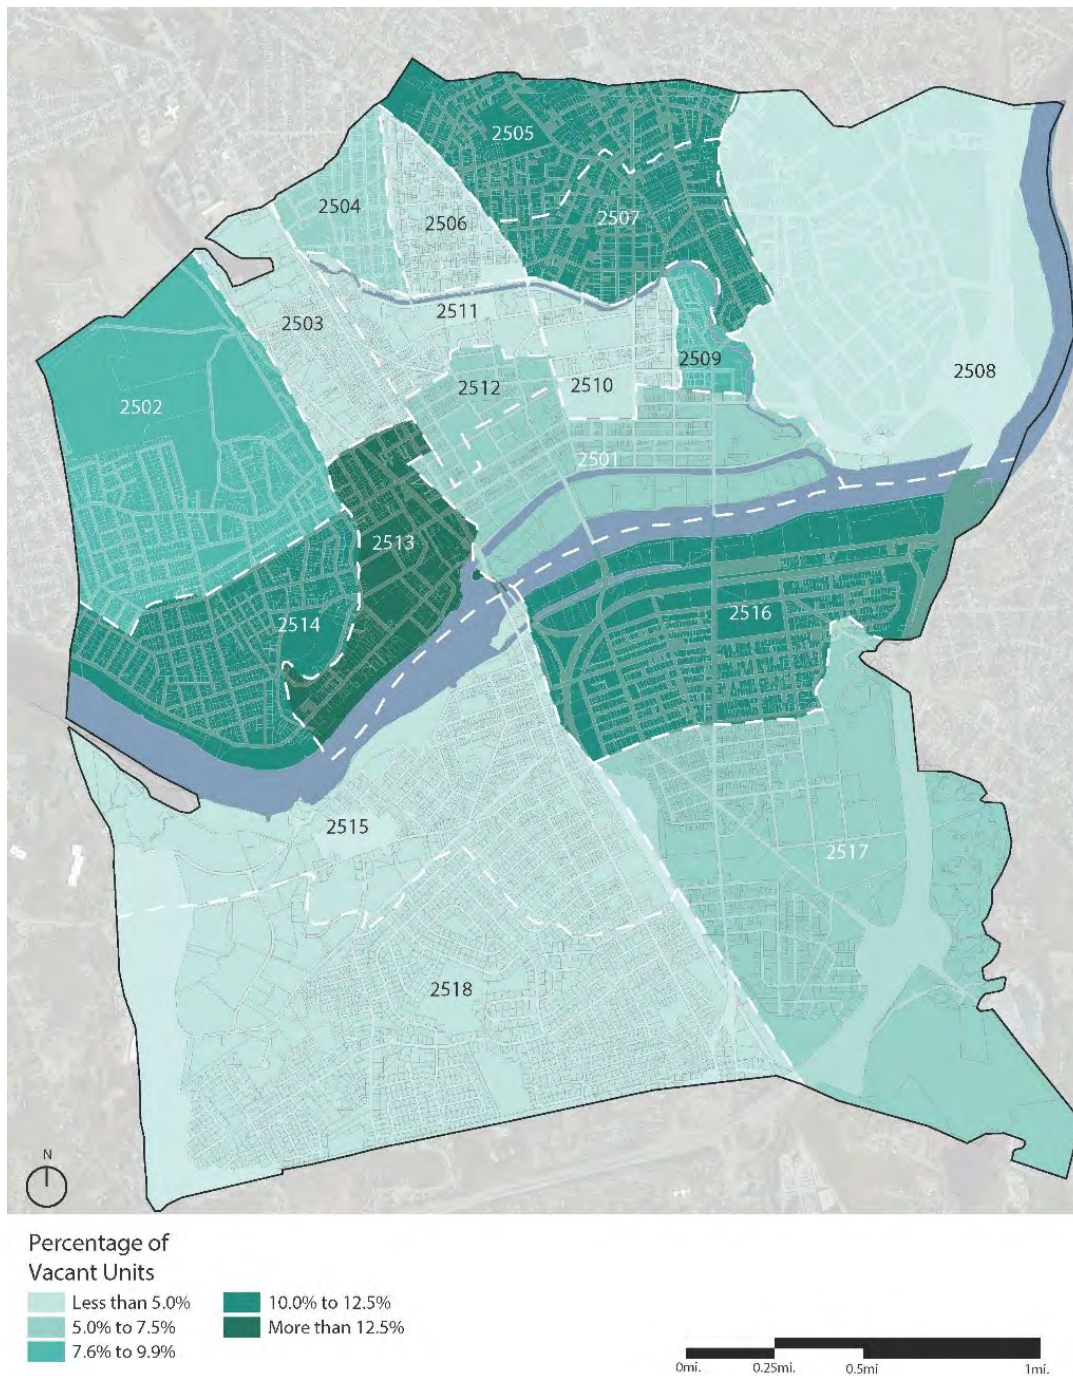 2505
2504
2506
2507
2503
2511
2509
2512
2510
2508
2502
2501
2513
2514
2516
2515
2517
2518
N
Percentage of
Vacant Units
Less than 5.0%
10.0% to 12.5%
5.0% to 7.5%
More than 12.5%
7.6% to 9.9%
0mi.
0.25mi.
0.5mi
1mi.